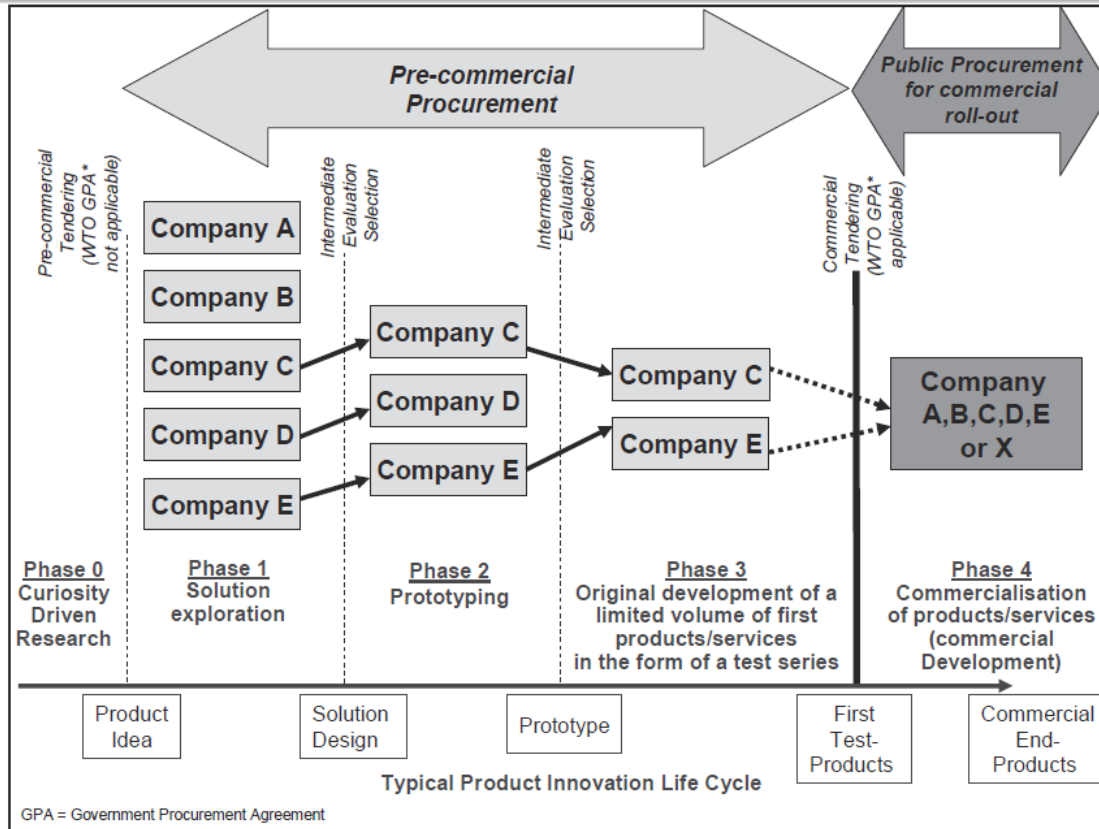 Pre-commercial
Procurement
Public Procurement
for commercial
roll-out
Pre-commercial
Tendering
(WTO GPA*
not applicable)
Intermediate
Evaluation
Selection
Intermediate
Evaluation
Selection
Commercial
Tendering
(WTO GPA*
applicable)
Company A
Company B
Company C
Company D
Company E
Company C
Company D
Company E
Company C
Company E
Company
A,B,C,D,E
or X
Phase 0
Curiosity
Driven
Research
Phase 1
Solution
exploration
Phase 2
Prototyping
Phase 3
Original development of a
limited volume of first
products/services
in the form of a test series
Phase 4
Commercialisation
of products/services
(commercial
Development)
Product
Idea
Solution
Design
Prototype
First
Test-
Products
Commercial
End-
Products
Typical Product Innovation Life Cycle
GPA = Government Procurement Agreement